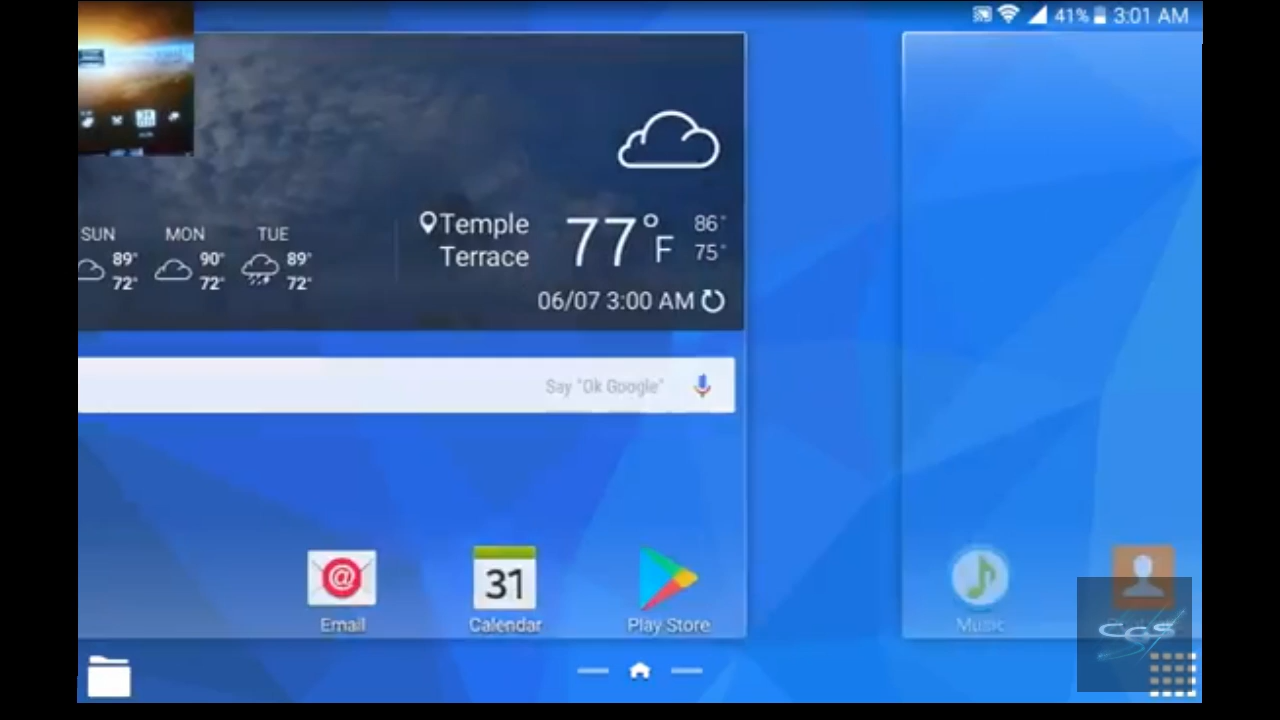 41% 3:01 AM
SUN MON TUE
89° 90° 89°
72° 72° 72°
Temple
Terrace
77°F
86°
75°
06/07 3:00 AM
Say "Ok Google"
31
Email Calendar Play Store Music
CGS